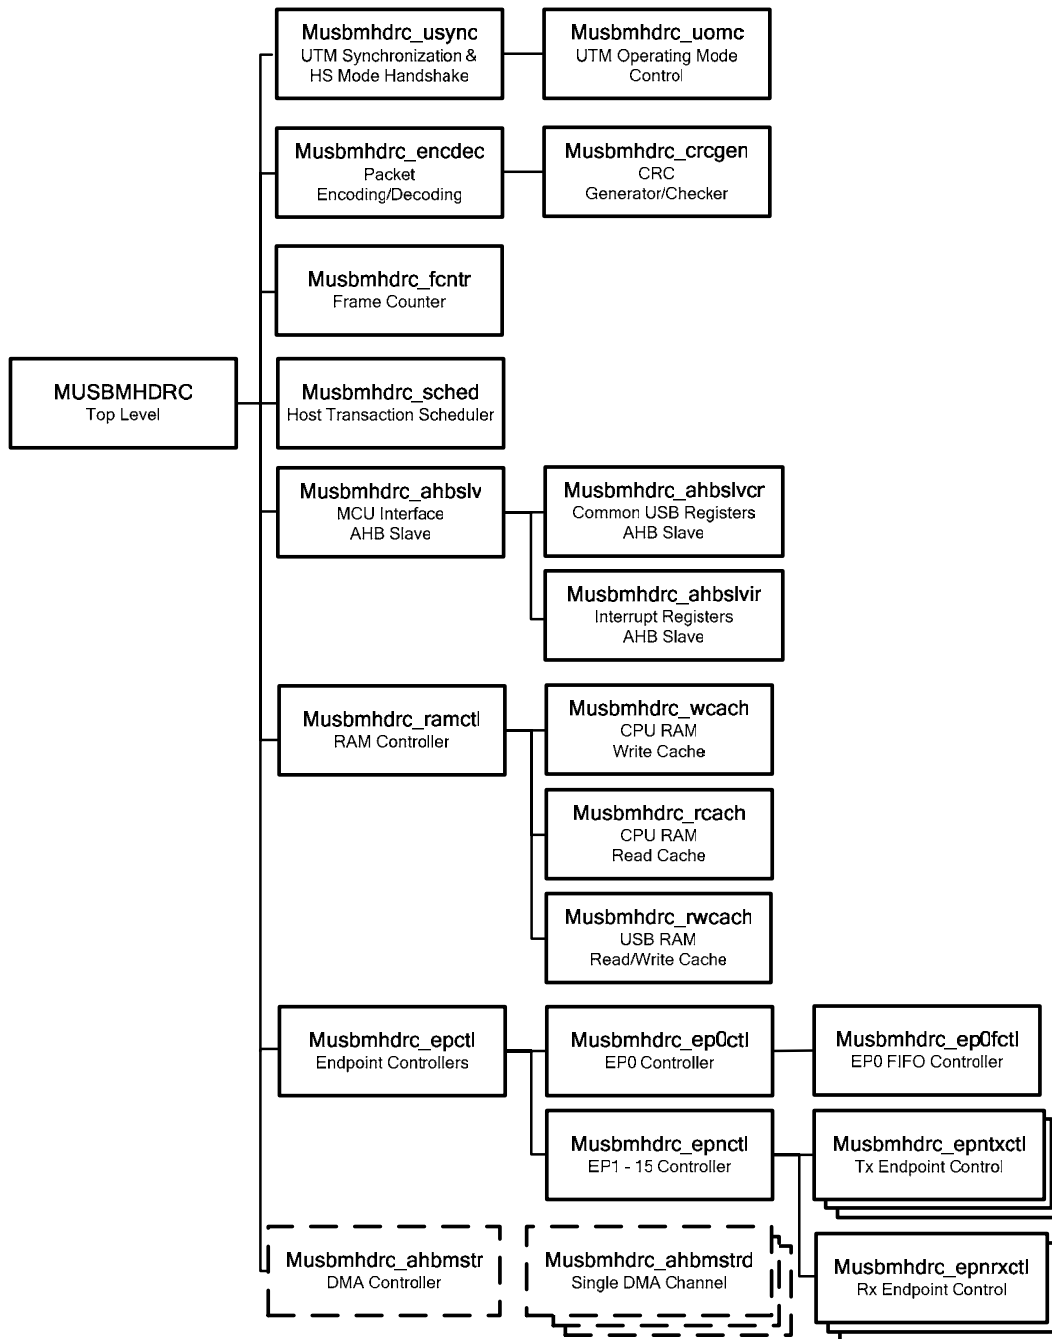 Musbmhdrc_usync
UTM Synchronization &
HS Mode Handshake
Musbmhdrc_uomc
UTM Operating Mode
Control
Musbmhdrc_encdec
Packet
Encoding/Decoding
Musbmhdrc_crcgen
CRC
Generator/Checker
Musbmhdrc_fcntr
Frame Counter
MUSBMHDRC
Top Level
Musbmhdrc_sched
Host Transaction Scheduler
Musbmhdrc_ahbslv
MCU Interface
AHB Slave
Musbmhdrc_ahbslvcr
Common USB Registers
AHB Slave
Musbmhdrc_ahbslvir
Interrupt Registers
AHB Slave
Musbmhdrc_ramctl
RAM Controller
Musbmhdrc_wcach
CPU RAM
Write Cache
Musbmhdrc_rcach
CPU RAM
Read Cache
Musbmhdrc_rwcach
USB RAM
Read/Write Cache
Musbmhdrc_epctl
Endpoint Controllers
Musbmhdrc_ep0ctl
EP0 Controller
Musbmhdrc_ep0fctl
EP0 FIFO Controller
Musbmhdrc_epnctl
EP1 - 15 Controller
Musbmhdrc_epntxctl
Tx Endpoint Control
Musbmhdrc_ahbmstr
DMA Controller
Musbmhdrc_ahbmstrd
Single DMA Channel
Musbmhdrc_epnrxctl
Rx Endpoint Control